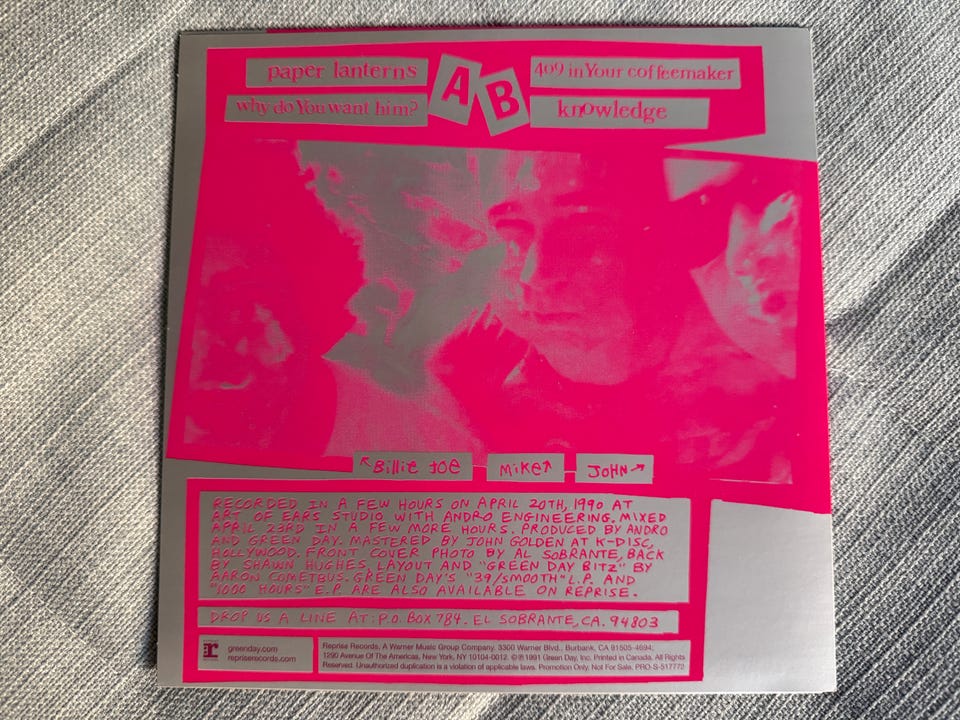 paper lanterns
why do You want him?
A
B
409 in Your coffeemaker
knowledge
↖Billie Joe
Mike↑
JOHN→
RECORDED IN A FEW HOURS ON APRIL 20TH, 1990 AT
ART OF EARS STUDIO WITH ANDRO ENGINEERING. MIXED
APRIL 23RD IN A FEW MORE HOURS. PRODUCED BY ANDRO
AND GREEN DAY. MASTERED BY JOHN GOLDEN AT K-DISC,
HOLLYWOOD. FRONT COVER PHOTO BY AL SOBRANTE, BACK
BY SHAWN HUGHES, LAYOUT AND "GREEN DAY BITZ" BY
AARON COMETBUS. GREEN DAY'S "39/SMOOTH" L.P. AND
"1000 HOURS" E.P. ARE ALSO AVAILABLE ON REPRISE.
DROP US A LINE AT: P.O. BOX 784. EL SOBRANTE, CA. 94803
r
greenday.com
repriserecords.com
Reprise Records, A Warner Music Group Company. 3300 Warner Blvd., Burbank, CA 91505-4694;
1290 Avenue Of The Americas, New York, NY 10104-0012. ©℗1991 Green Day, Inc. Printed in Canada. All Rights
Reserved. Unauthorized duplication is a violation of applicable laws. Promotion Only, Not For Sale. PRO-S-517772